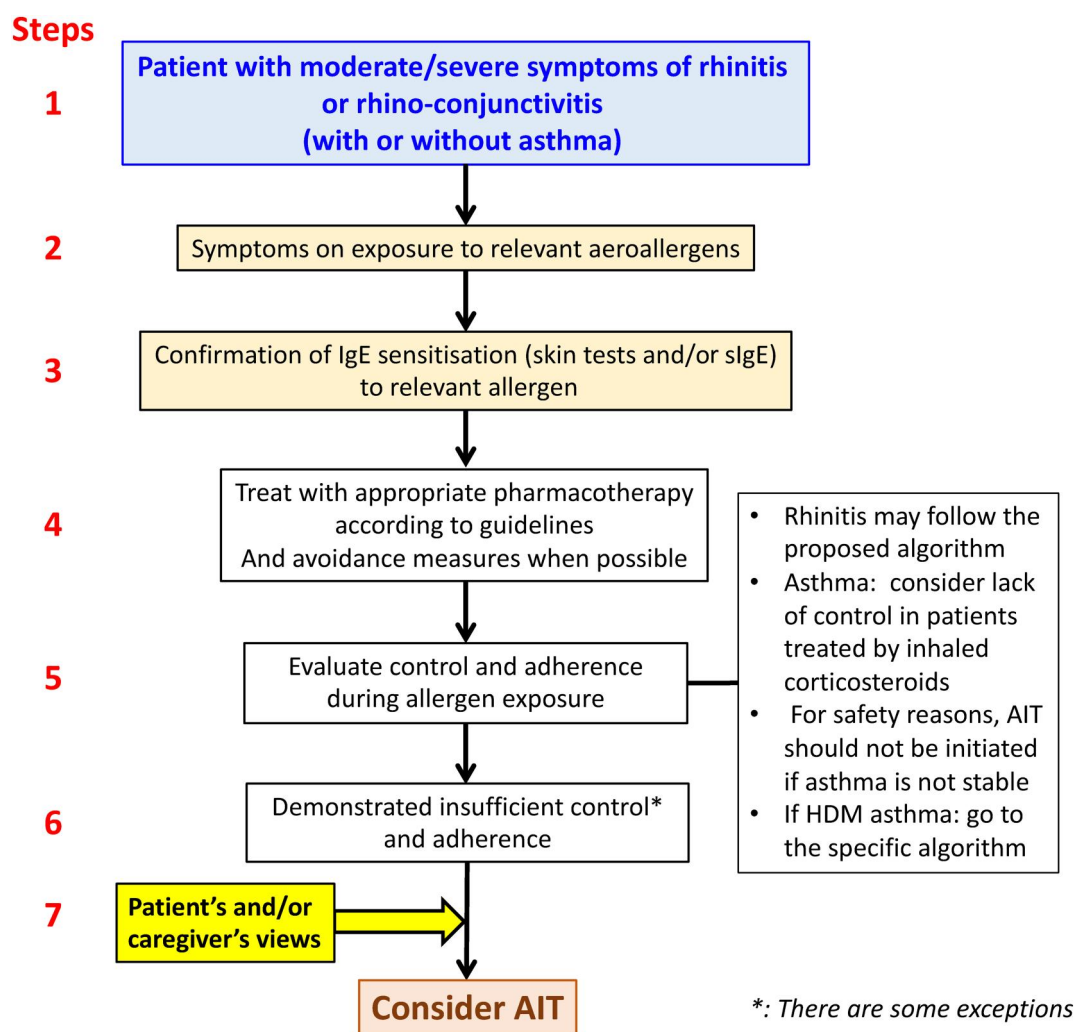 Steps
1
Patient with moderate/severe symptoms of rhinitis
or rhino-conjunctivitis
(with or without asthma)
2
Symptoms on exposure to relevant aeroallergens
3
Confirmation of IgE sensitisation (skin tests and/or sIgE)
to relevant allergen
4
Treat with appropriate pharmacotherapy
according to guidelines
And avoidance measures when possible
5
Evaluate control and adherence
during allergen exposure
• Rhinitis may follow the
proposed algorithm
• Asthma: consider lack
of control in patients
treated by inhaled
corticosteroids
• For safety reasons, AIT
should not be initiated
if asthma is not stable
• If HDM asthma: go to
the specific algorithm
6
Demonstrated insufficient control*
and adherence
7
Patient's and/or
caregiver's views
Consider AIT
*: There are some exceptions